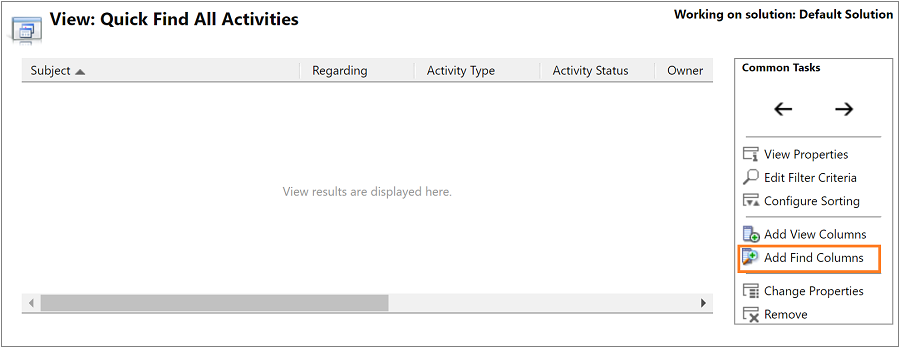 View: Quick Find All Activities
Working on solution: Default Solution
Subject Regarding Activity Type Activity Status Owner
View results are displayed here.
Common Tasks
View Properties
Edit Filter Criteria
Configure Sorting
Add View Columns
Add Find Columns
Change Properties
Remove